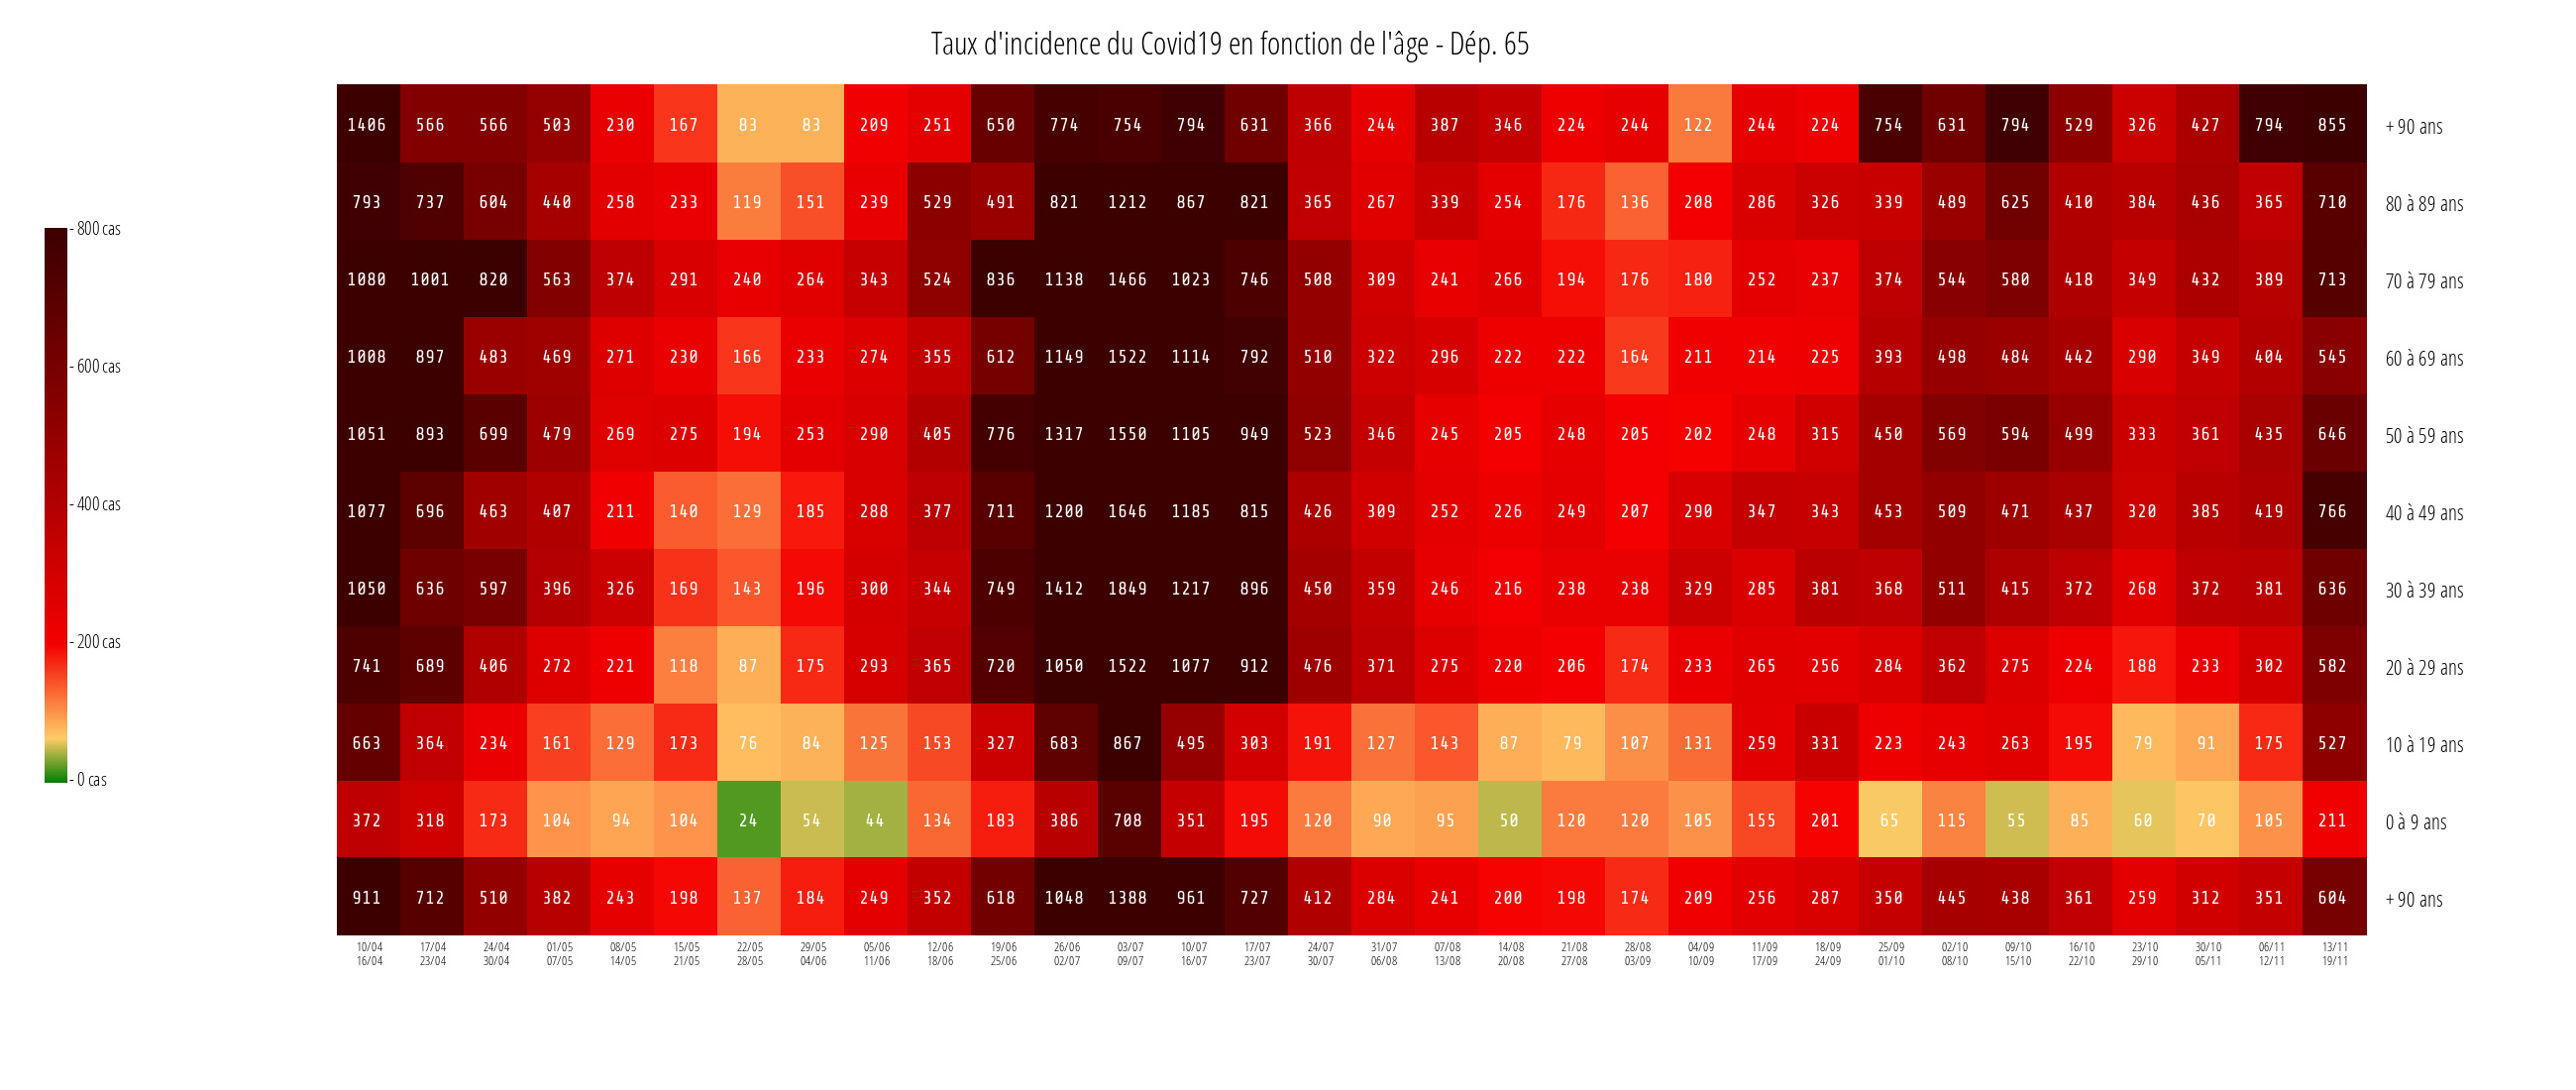 Taux d'incidence du Covid19 en fonction de l'âge - Dép. 65
1406 566 566 503 230 167 83 83 209 251 650 774 754 794 631 366 244 387 346 224 244 122 244 224 754 631 794 529 326 427 794 855 + 90 ans
793 737 604 440 258 233 119 151 239 529 491 821 1212 867 821 365 267 339 254 176 136 208 286 326 339 489 625 410 384 436 365 710 80 à 89 ans
- 800 cas
1080 1001 820 563 374 291 240 264 343 524 836 1138 1466 1023 746 508 309 241 266 194 176 180 252 237 374 544 580 418 349 432 389 713 70 à 79 ans
1008 897 483 469 271 230 166 233 274 355 612 1149 1522 1114 792 510 322 296 222 222 164 211 214 225 393 498 484 442 290 349 404 545 60 à 69 ans
- 600 cas
1051 893 699 479 269 275 194 253 290 405 776 1317 1550 1105 949 523 346 245 205 248 205 202 248 315 450 569 594 499 333 361 435 646 50 à 59 ans
- 400 cas
1077 696 463 407 211 140 129 185 288 377 711 1200 1646 1185 815 426 309 252 226 249 207 290 347 343 453 509 471 437 320 385 419 766 40 à 49 ans
1050 636 597 396 326 169 143 196 300 344 749 1412 1849 1217 896 450 359 246 216 238 238 329 285 381 368 511 415 372 268 372 381 636 30 à 39 ans
- 200 cas
741 689 406 272 221 118 87 175 293 365 720 1050 1522 1077 912 476 371 275 220 206 174 233 265 256 284 362 275 224 188 233 302 582 20 à 29 ans
663 364 234 161 129 173 76 84 125 153 327 683 867 495 303 191 127 143 87 79 107 131 259 331 223 243 263 195 79 91 175 527 10 à 19 ans
- 0 cas
372 318 173 104 94 104 24 54 44 134 183 386 708 351 195 120 90 95 50 120 120 105 155 201 65 115 55 85 60 70 105 211 0 à 9 ans
911 712 510 382 243 198 137 184 249 352 618 1048 1388 961 727 412 284 241 200 198 174 209 256 287 350 445 438 361 259 312 351 604 + 90 ans
10/04 17/04 24/04 01/05 08/05 15/05 22/05 29/05 05/06 12/06 19/06 26/06 03/07 10/07 17/07 24/07 31/07 07/08 14/08 21/08 28/08 04/09 11/09 18/09 25/09 02/10 09/10 16/10 23/10 30/10 06/11 13/11
16/04 23/04 30/04 07/05 14/05 21/05 28/05 04/06 11/06 18/06 25/06 02/07 09/07 16/07 23/07 30/07 06/08 13/08 20/08 27/08 03/09 10/09 17/09 24/09 01/10 08/10 15/10 22/10 29/10 05/11 12/11 19/11